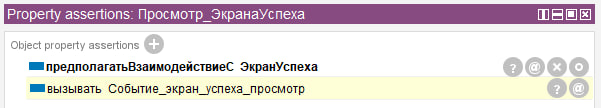 Property assertions: Просмотр_ЭкранаУспеха
Object property assertions
предполагатьВзаимодействиеС ЭкранУспеха
вызывать Событие_экран_успеха_просмотр